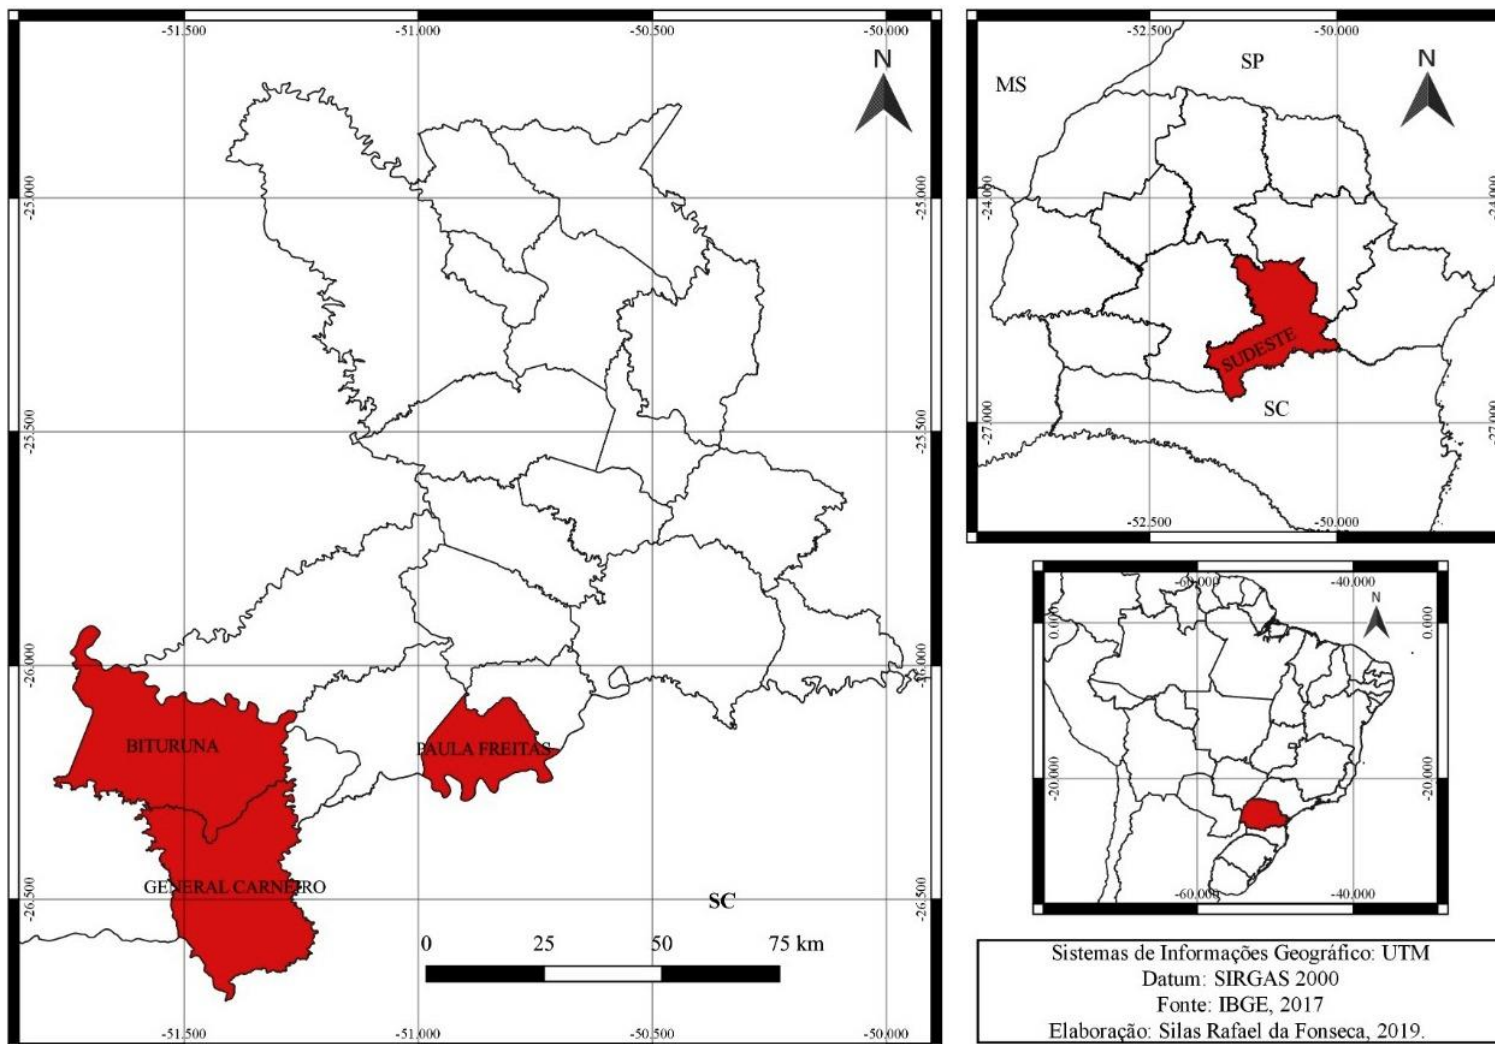 -51.500 -51.000 -50.500 -50.000
N
-25.000 -25.000
-25.500 -25.500
-26.000 -26.000
BITURUNA
PAULA FREITAS
GENERAL CARNEIRO
-26.500 -26.500
SC
0 25 50 75 km
-51.500 -51.000 -50.500 -50.000
-52.500 -50.000
N
SP
MS
-24.000 -24.000
SUDESTE
SC
-27.000 -27.000
-52.500 -50.000
-60.000 -40.000
N
0.000 0.000
-20.000 -20.000
-60.000 -40.000
Sistemas de Informações Geográfico: UTM
Datum: SIRGAS 2000
Fonte: IBGE, 2017
Elaboração: Silas Rafael da Fonseca, 2019.